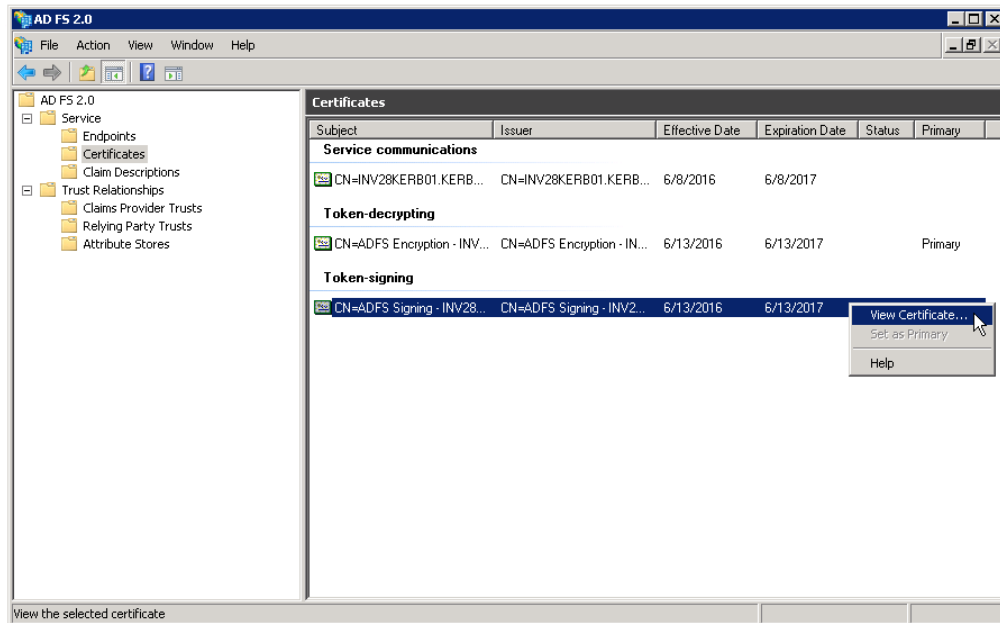 AD FS 2.0
File Action View Window Help
AD FS 2.0
Service
Endpoints
Certificates
Claim Descriptions
Trust Relationships
Claims Provider Trusts
Relying Party Trusts
Attribute Stores
Certificates
Subject Issuer Effective Date Expiration Date Status Primary
Service communications
CN=INV28KERB01.KERB... CN=INV28KERB01.KERB... 6/8/2016 6/8/2017
Token-decrypting
CN=ADFS Encryption - INV... CN=ADFS Encryption - IN... 6/13/2016 6/13/2017 Primary
Token-signing
CN=ADFS Signing - INV28... CN=ADFS Signing - INV2... 6/13/2016 6/13/2017
View Certificate...
Set as Primary
Help
View the selected certificate